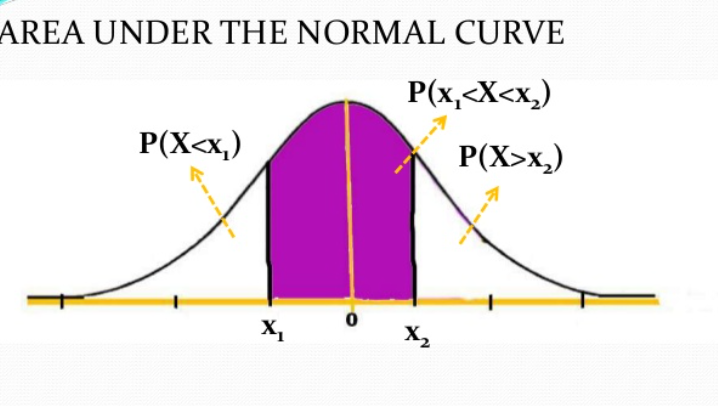 AREA UNDER THE NORMAL CURVE
P(x₁<X<x₂)
P(X<x₁)
P(X>x₂)
x₁
0
x₂